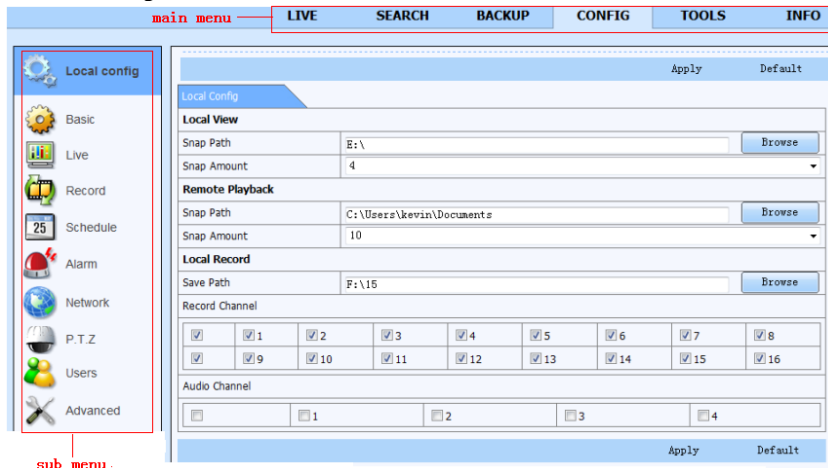 main menu LIVE SEARCH BACKUP CONFIG TOOLS INFO
Local config
Basic
Live
Record
25 Schedule
Alarm
Network
P.T.Z
Users
Advanced
sub menu.
Apply Default
Local Config
Local View
Snap Path E:\ Browse
Snap Amount 4
Remote Playback
Snap Path C:\Users\kevin\Documents Browse
Snap Amount 10
Local Record
Save Path F:\15 Browse
Record Channel
1 2 3 4 5 6 7 8
9 10 11 12 13 14 15 16
Audio Channel
1 2 3 4
Apply Default